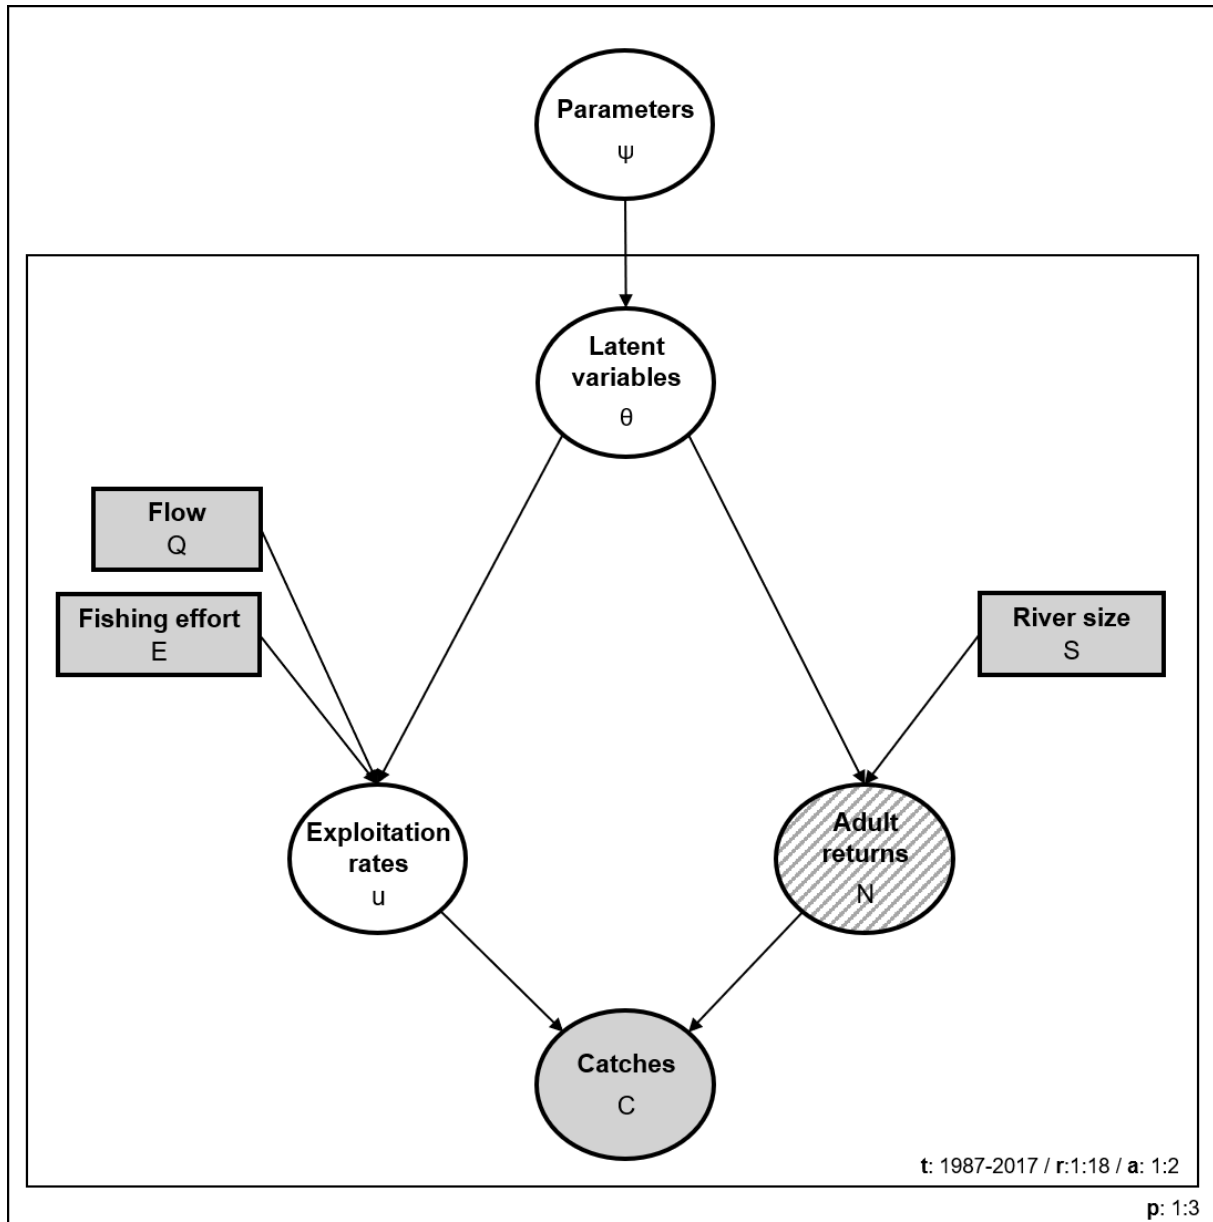 Parameters
ψ
Latent
variables
θ
Flow
Q
Fishing effort
E
River size
S
Exploitation
rates
u
Adult
returns
N
Catches
C
t: 1987-2017 / r:1:18 / a: 1:2
p: 1:3